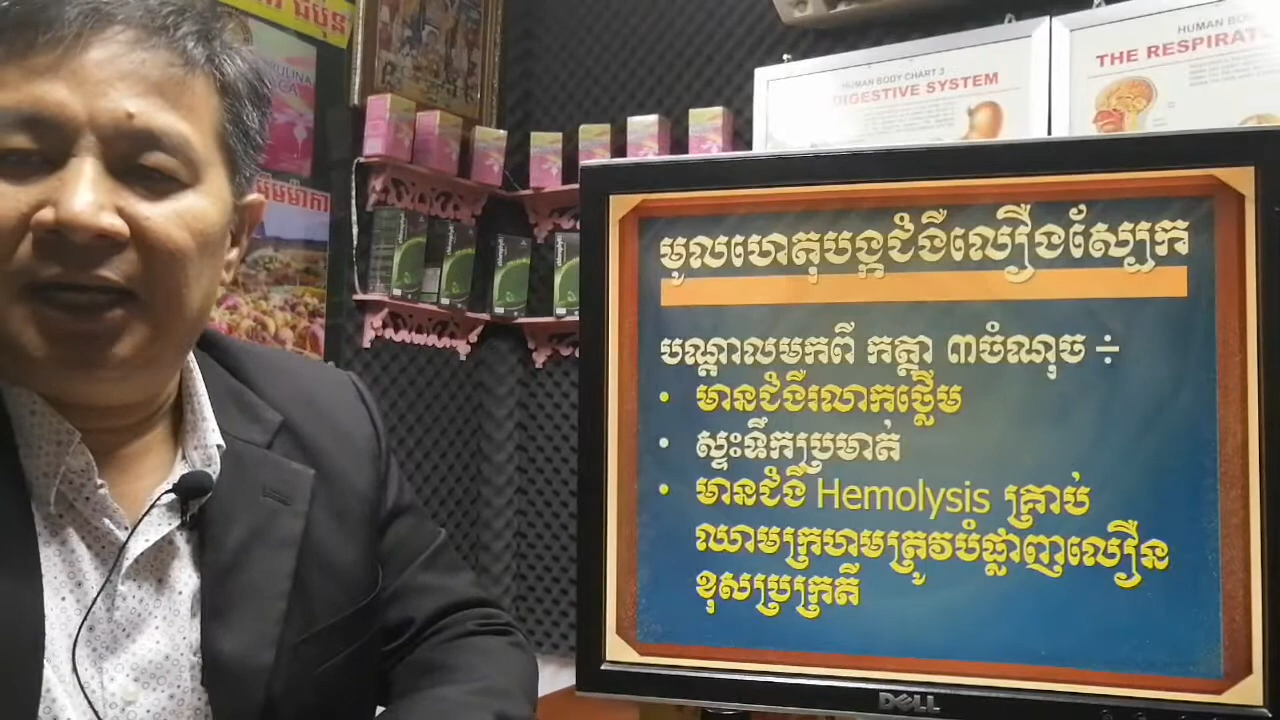 HUMAN BODY CHART 3
DIGESTIVE SYSTEM
HUMAN
THE
មូលហេតុបង្កជំងឺលឿងស្បែក
បណ្តាលមកពី កត្តា ៣ចំណុច ÷
• មានជំងឺរលាកថ្លើម
• ស្ទះទឹកប្រមាត់
• មានជំងឺ Hemolysis គ្រាប់
ឈាមក្រហមត្រូវបំផ្លាញលឿន
ខុសប្រក្រតី
DELL